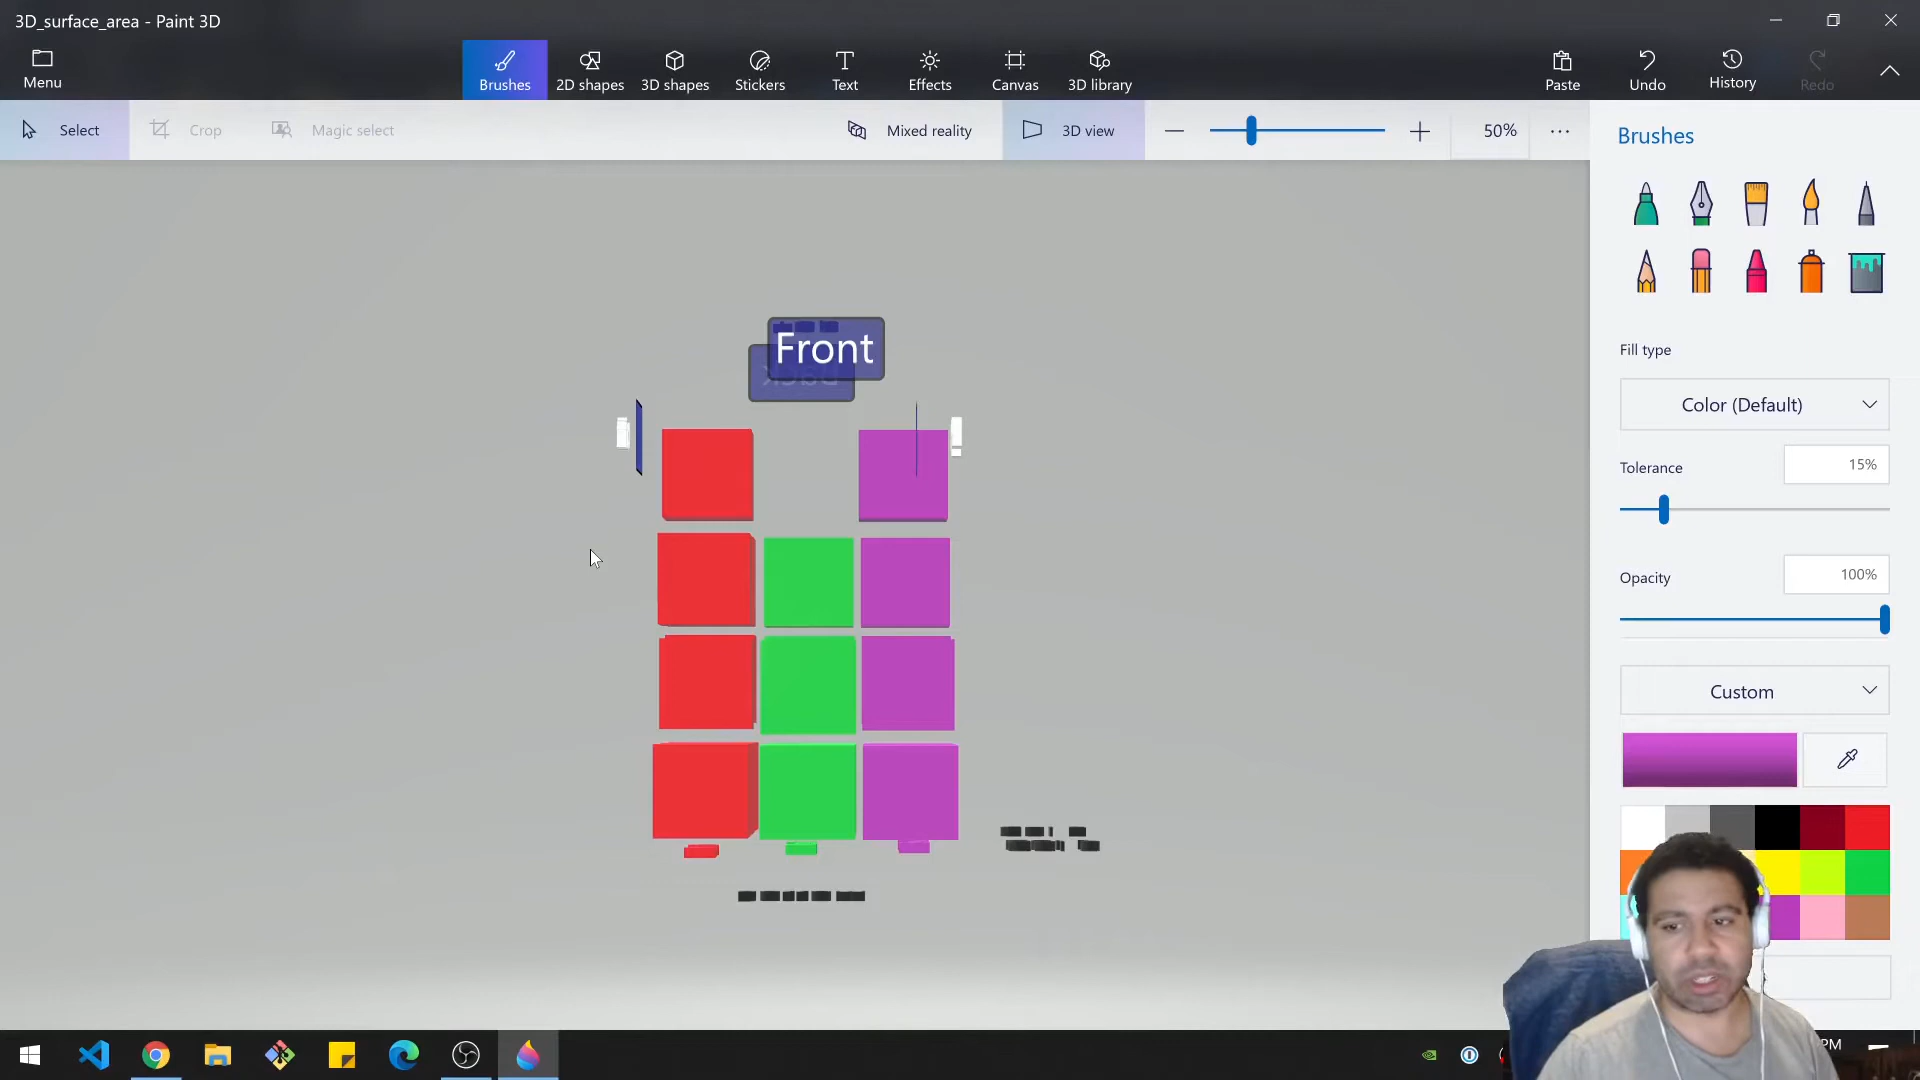 3D_surface_area - Paint 3D
Menu
Brushes
2D shapes
3D shapes
Stickers
Text
Effects
Canvas
3D library
Paste
Undo
History
Redo
Select
Crop
Magic select
Mixed reality
3D view
50%
Brushes
Front
Back
Fill type
Color (Default)
Tolerance
15%
Opacity
100%
Custom
PM